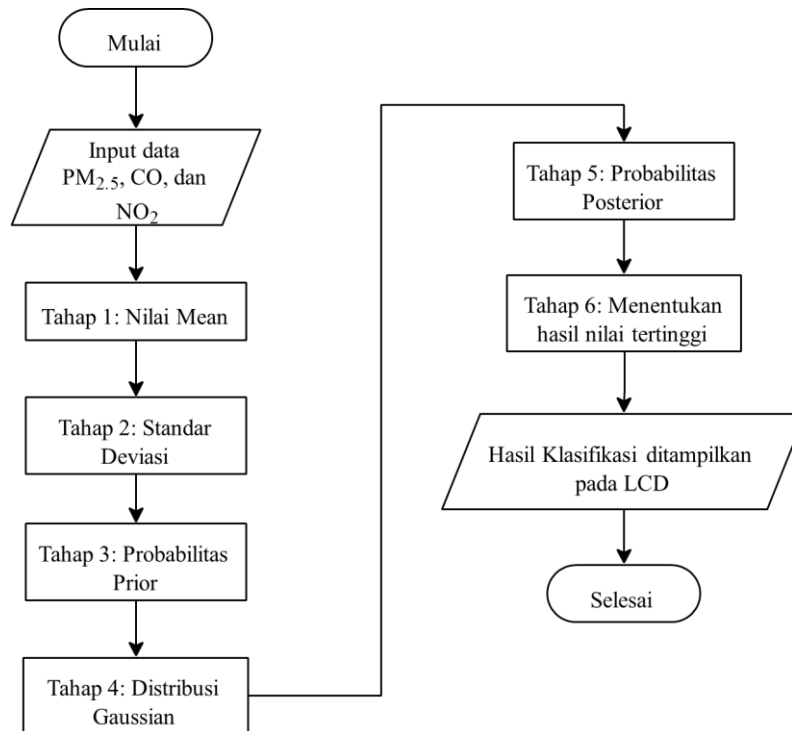 Mulai
Input data
PM2.5, CO, dan
NO2
Tahap 1: Nilai Mean
Tahap 2: Standar
Deviasi
Tahap 3: Probabilitas
Prior
Tahap 4: Distribusi
Gaussian
Tahap 5: Probabilitas
Posterior
Tahap 6: Menentukan
hasil nilai tertinggi
Hasil Klasifikasi ditampilkan
pada LCD
Selesai